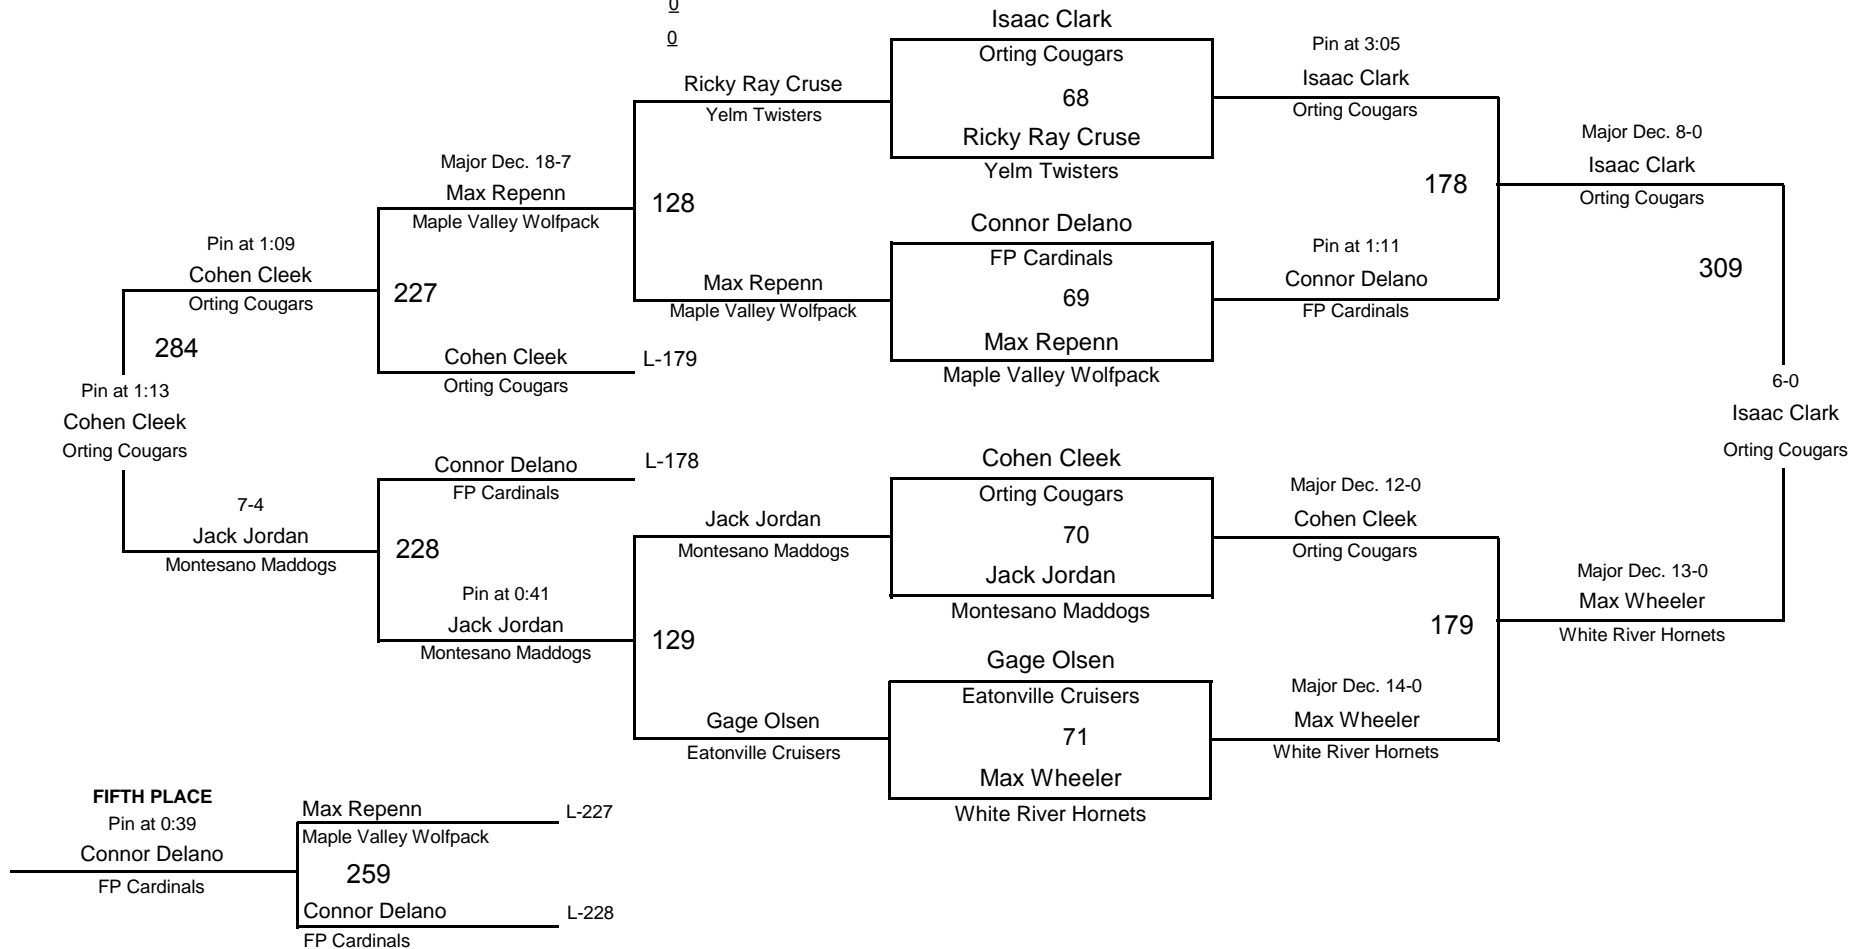 0
0
Isaac Clark
Orting Cougars
68
Ricky Ray Cruse
Yelm Twisters
Pin at 3:05
Isaac Clark
Orting Cougars
Ricky Ray Cruse
Yelm Twisters
Major Dec. 8-0
Isaac Clark
Orting Cougars
Major Dec. 18-7
Max Repenn
Maple Valley Wolfpack
128
178
Connor Delano
FP Cardinals
69
Max Repenn
Maple Valley Wolfpack
Pin at 1:11
Connor Delano
FP Cardinals
Max Repenn
Maple Valley Wolfpack
309
Pin at 1:09
Cohen Cleek
Orting Cougars
227
284
Cohen Cleek
Orting Cougars
L-179
Pin at 1:13
Cohen Cleek
Orting Cougars
6-0
Isaac Clark
Orting Cougars
Connor Delano
FP Cardinals
L-178
Cohen Cleek
Orting Cougars
70
Jack Jordan
Montesano Maddogs
Major Dec. 12-0
Cohen Cleek
Orting Cougars
7-4
Jack Jordan
Montesano Maddogs
228
Jack Jordan
Montesano Maddogs
Pin at 0:41
Jack Jordan
Montesano Maddogs
129
179
Major Dec. 13-0
Max Wheeler
White River Hornets
Gage Olsen
Eatonville Cruisers
71
Max Wheeler
White River Hornets
Major Dec. 14-0
Max Wheeler
White River Hornets
Gage Olsen
Eatonville Cruisers
FIFTH PLACE
Pin at 0:39
Connor Delano
FP Cardinals
Max Repenn
Maple Valley Wolfpack
L-227
259
Connor Delano
FP Cardinals
L-228